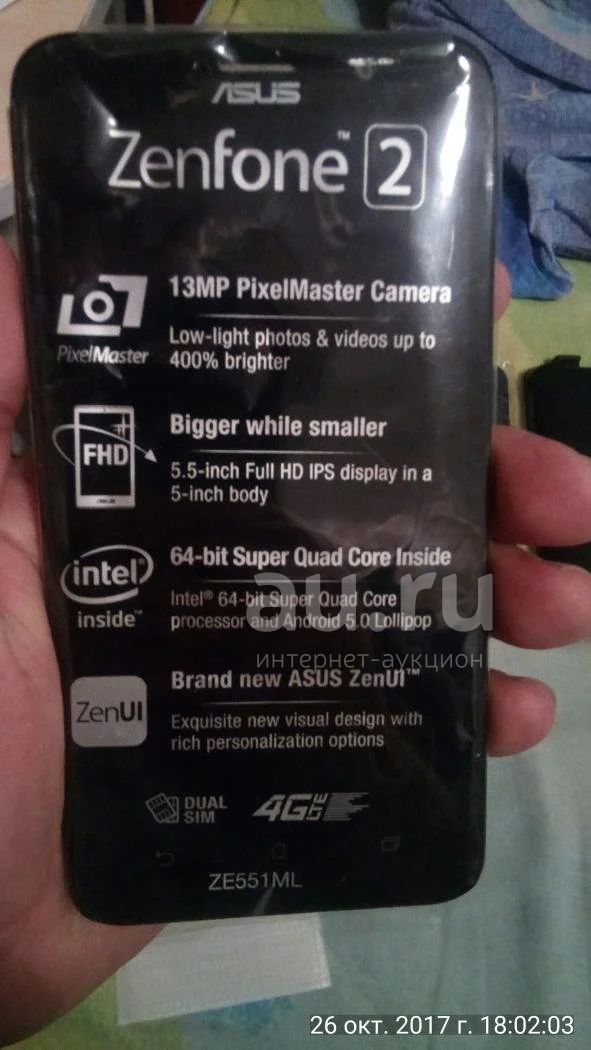 ASUS
Zenfone™ 2
13MP PixelMaster Camera
Low-light photos & videos up to
400% brighter
PixelMaster
Bigger while smaller
FHD
5.5-inch Full HD IPS display in a
5-inch body
64-bit Super Quad Core Inside
intel®
inside™
Intel® 64-bit Super Quad Core
processor and Android 5.0 Lollipop
au.ru
интернет-аукцион
Brand new ASUS ZenUI™
ZenUI
Exquisite new visual design with
rich personalization options
DUAL
SIM
4G LTE
ZE551ML
26 окт. 2017 г. 18:02:03